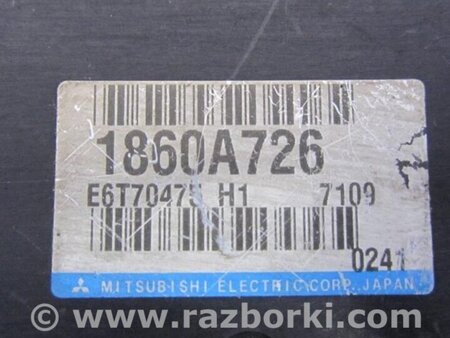 1860A726
E6T70475 H1 7109
0241
MITSUBISHI ELECTRIC CORP. JAPAN
www.razborki.com